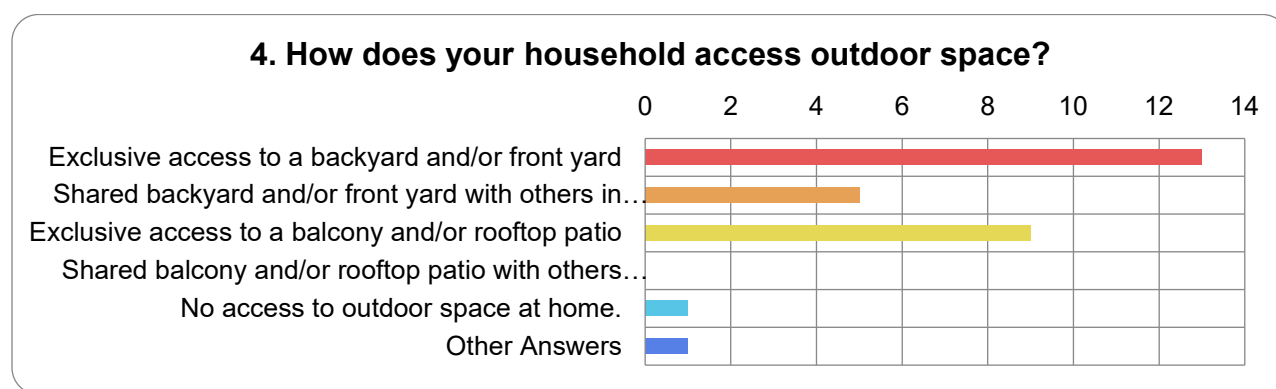 4. How does your household access outdoor space?
0 2 4 6 8 10 12 14
Exclusive access to a backyard and/or front yard
Shared backyard and/or front yard with others in…
Exclusive access to a balcony and/or rooftop patio
Shared balcony and/or rooftop patio with others…
No access to outdoor space at home.
Other Answers